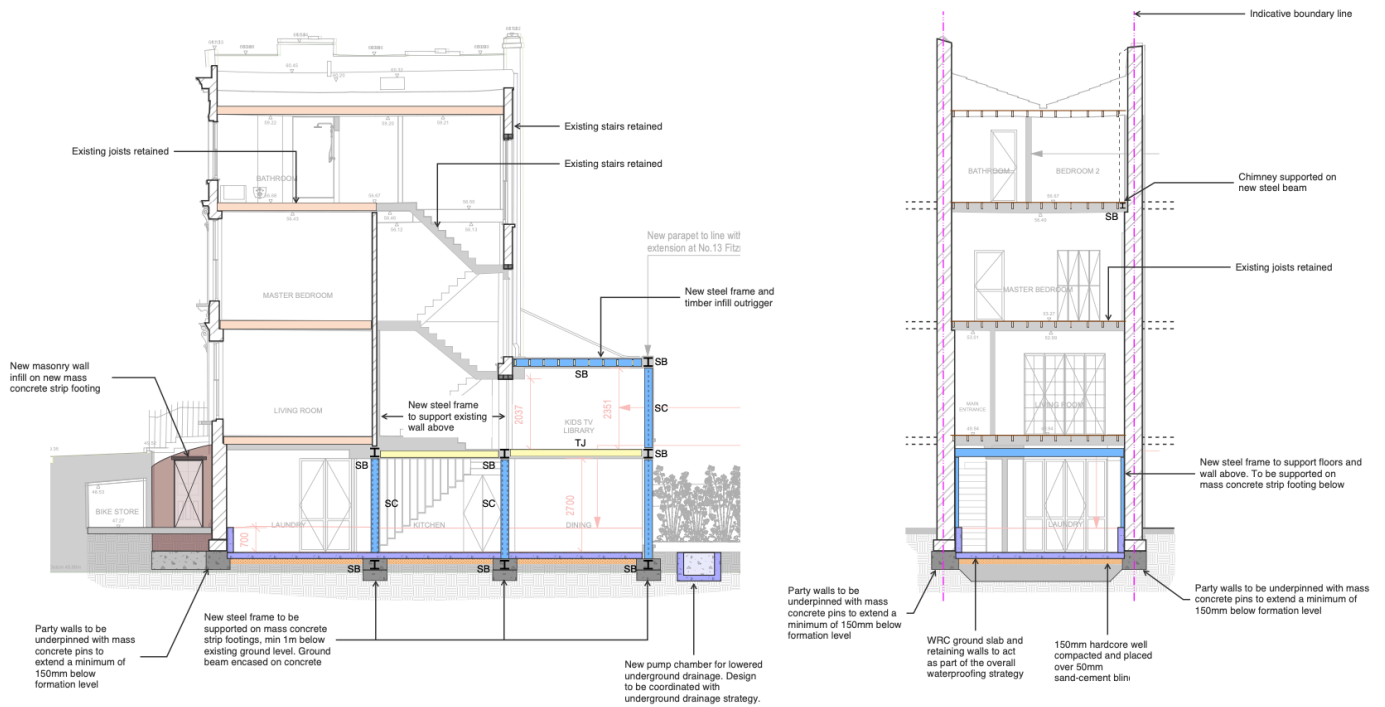 Indicative boundary line
Existing stairs retained
Existing joists retained
Existing stairs retained
BATHROOM
BATHROOM
BEDROOM 2
Chimney supported on
new steel beam
SB
New parapet to line with
extension at No.13 Fitz
New steel frame and
timber infill outrigger
MASTER BEDROOM
MASTER BEDROOM
Existing joists retained
New masonry wall
infill on new mass
concrete strip footing
SB
SB
LIVING ROOM
New steel frame
to support existing
wall above
2037
2351
SC
KIDS TV
LIBRARY
MAIN
ENTRANCE
LIVING ROOM
TJ
SB
SB
SB
New steel frame to support floors and
wall above. To be supported on
mass concrete strip footing below
BIKE STORE
700
LAUNDRY
SC
KITCHEN
SC
2700
DINING
LAUNDRY
SB
SB
SB
Party walls to be
underpinned with mass
concrete pins to
extend a minimum of
150mm below
formation level
New steel frame to be
supported on mass concrete
strip footings, min 1m below
existing ground level. Ground
beam encased on concrete
New pump chamber for lowered
underground drainage. Design
to be coordinated with
underground drainage strategy.
Party walls to be
underpinned with mass
concrete pins to extend a
minimum of 150mm below
formation level
WRC ground slab and
retaining walls to act
as part of the overall
waterproofing strategy
150mm hardcore well
compacted and placed
over 50mm
sand-cement blin
Party walls to be underpinned with mass
concrete pins to extend a minimum of
150mm below formation level